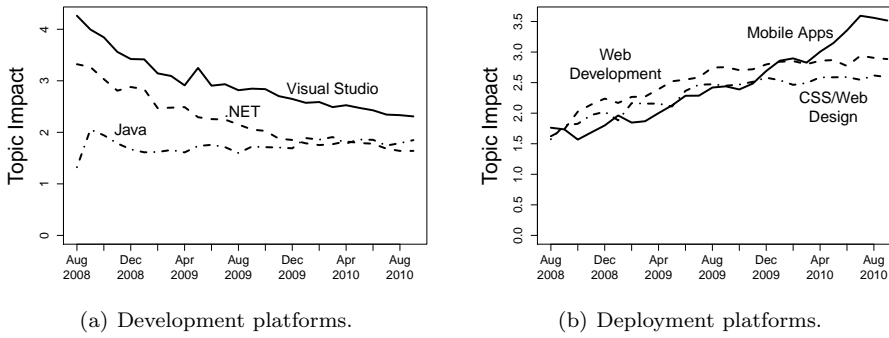 Topic Impact
4
3
2
1
0
Visual Studio
.NET
Java
Aug 2008
Dec 2008
Apr 2009
Aug 2009
Dec 2009
Apr 2010
Aug 2010
(a) Development platforms.
Topic Impact
3.5
3.0
2.5
2.0
1.5
1.0
0.5
0.0
Mobile Apps
Web
Development
CSS/Web
Design
Aug 2008
Dec 2008
Apr 2009
Aug 2009
Dec 2009
Apr 2010
Aug 2010
(b) Deployment platforms.